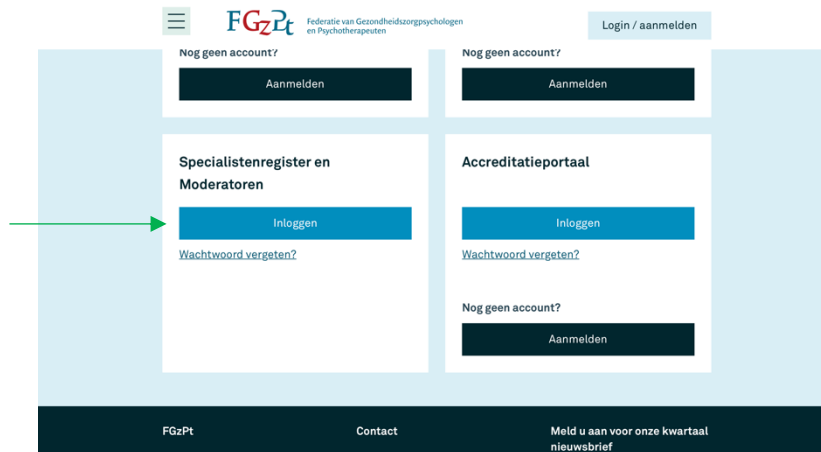 FGzPt
Federatie van Gezondheidszorgpsychologen
en Psychotherapeuten
Login / aanmelden
Nog geen account?
Aanmelden
Nog geen account?
Aanmelden
Specialistenregister en
Moderatoren
Inloggen
Wachtwoord vergeten?
Accreditatieportaal
Inloggen
Wachtwoord vergeten?
Nog geen account?
Aanmelden
FGzPt
Contact
Meld u aan voor onze kwartaal
nieuwsbrief